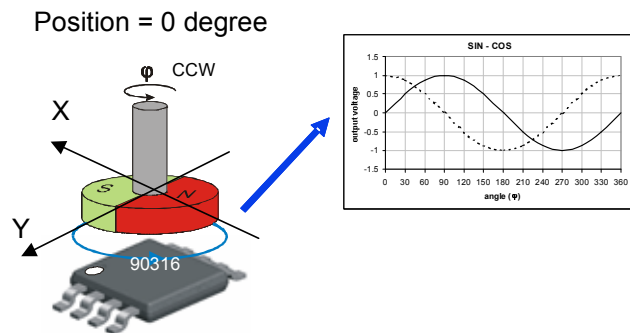 Position = 0 degree
φ CCW
X
Y
S
N
90316
SIN - COS
output voltage
1.5
1
0.5
0
-0.5
-1
-1.5
0 30 60 90 120 150 180 210 240 270 300 330 360
angle (φ)